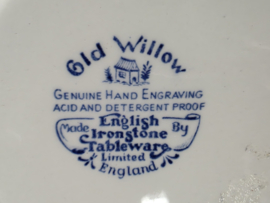 Old Willow
GENUINE HAND ENGRAVING
ACID AND DETERGENT PROOF
Made English By
Ironstone
Tableware
Limited
England